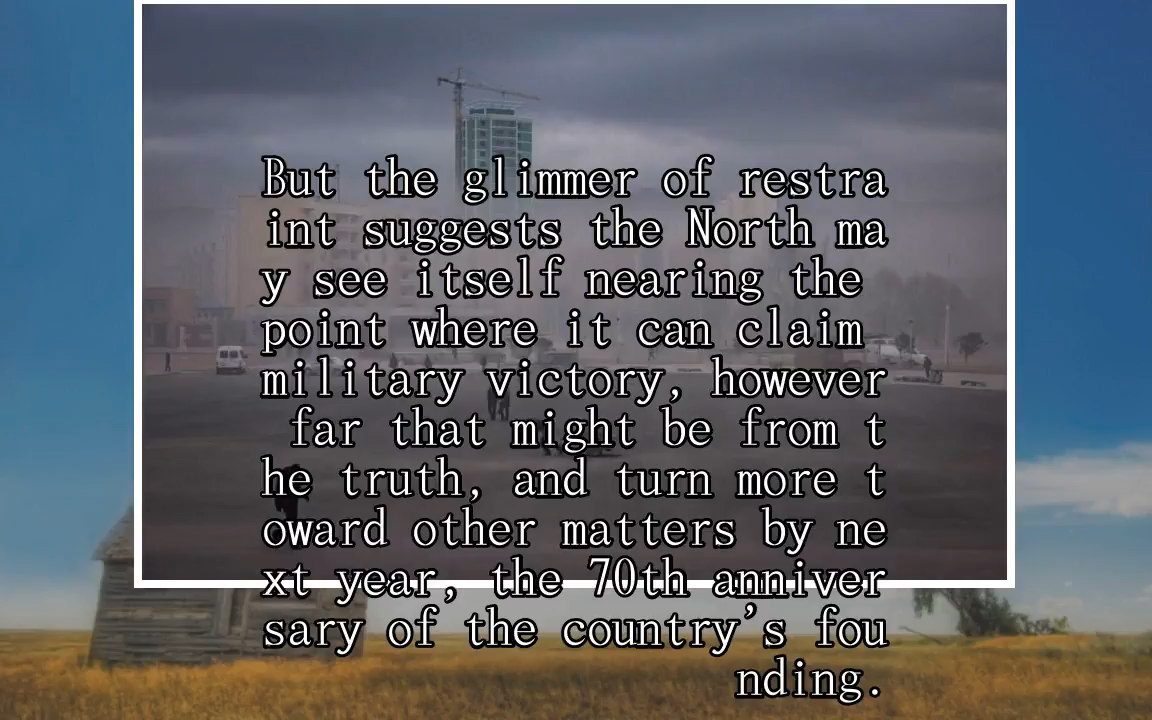 But the glimmer of restra
int suggests the North ma
y see itself nearing the
point where it can claim
military victory, however
far that might be from t
he truth, and turn more t
oward other matters by ne
xt year, the 70th anniver
sary of the country’s fou
nding.